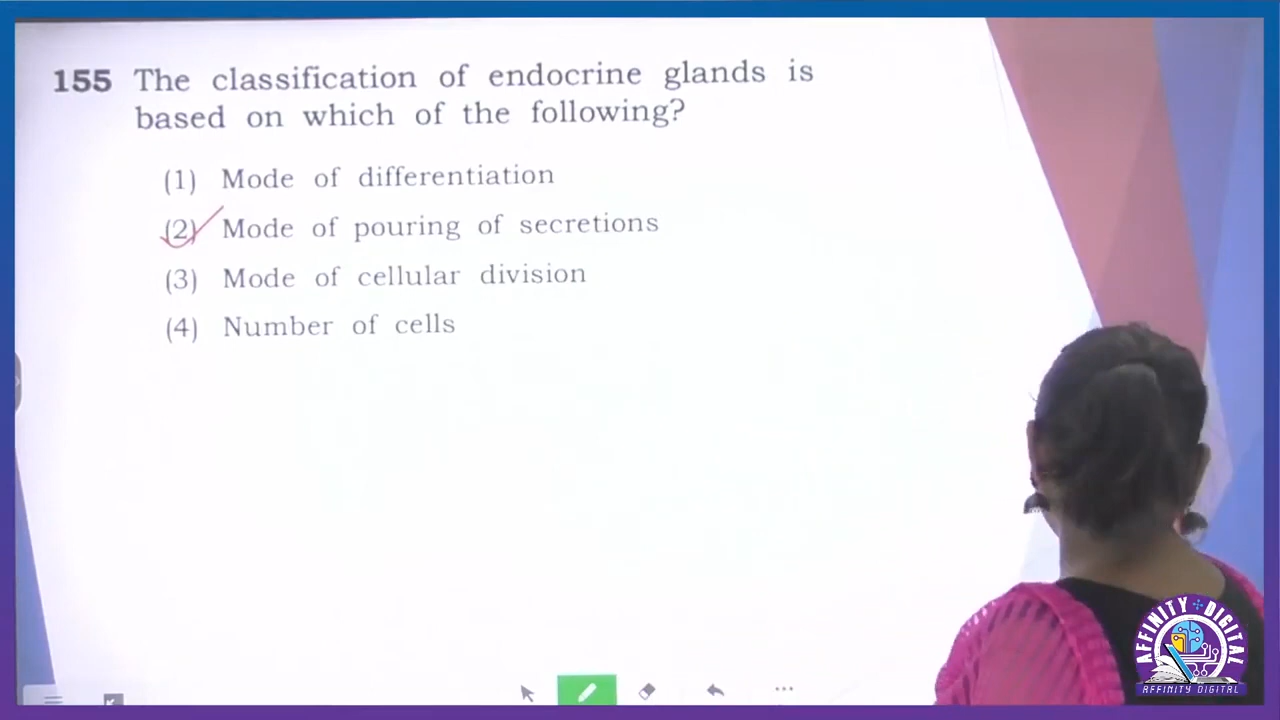 155 The classification of endocrine glands is
based on which of the following?
(1) Mode of differentiation
(2) Mode of pouring of secretions
(3) Mode of cellular division
(4) Number of cells
AFFINITY DIGITAL
AFFINITY DIGITAL